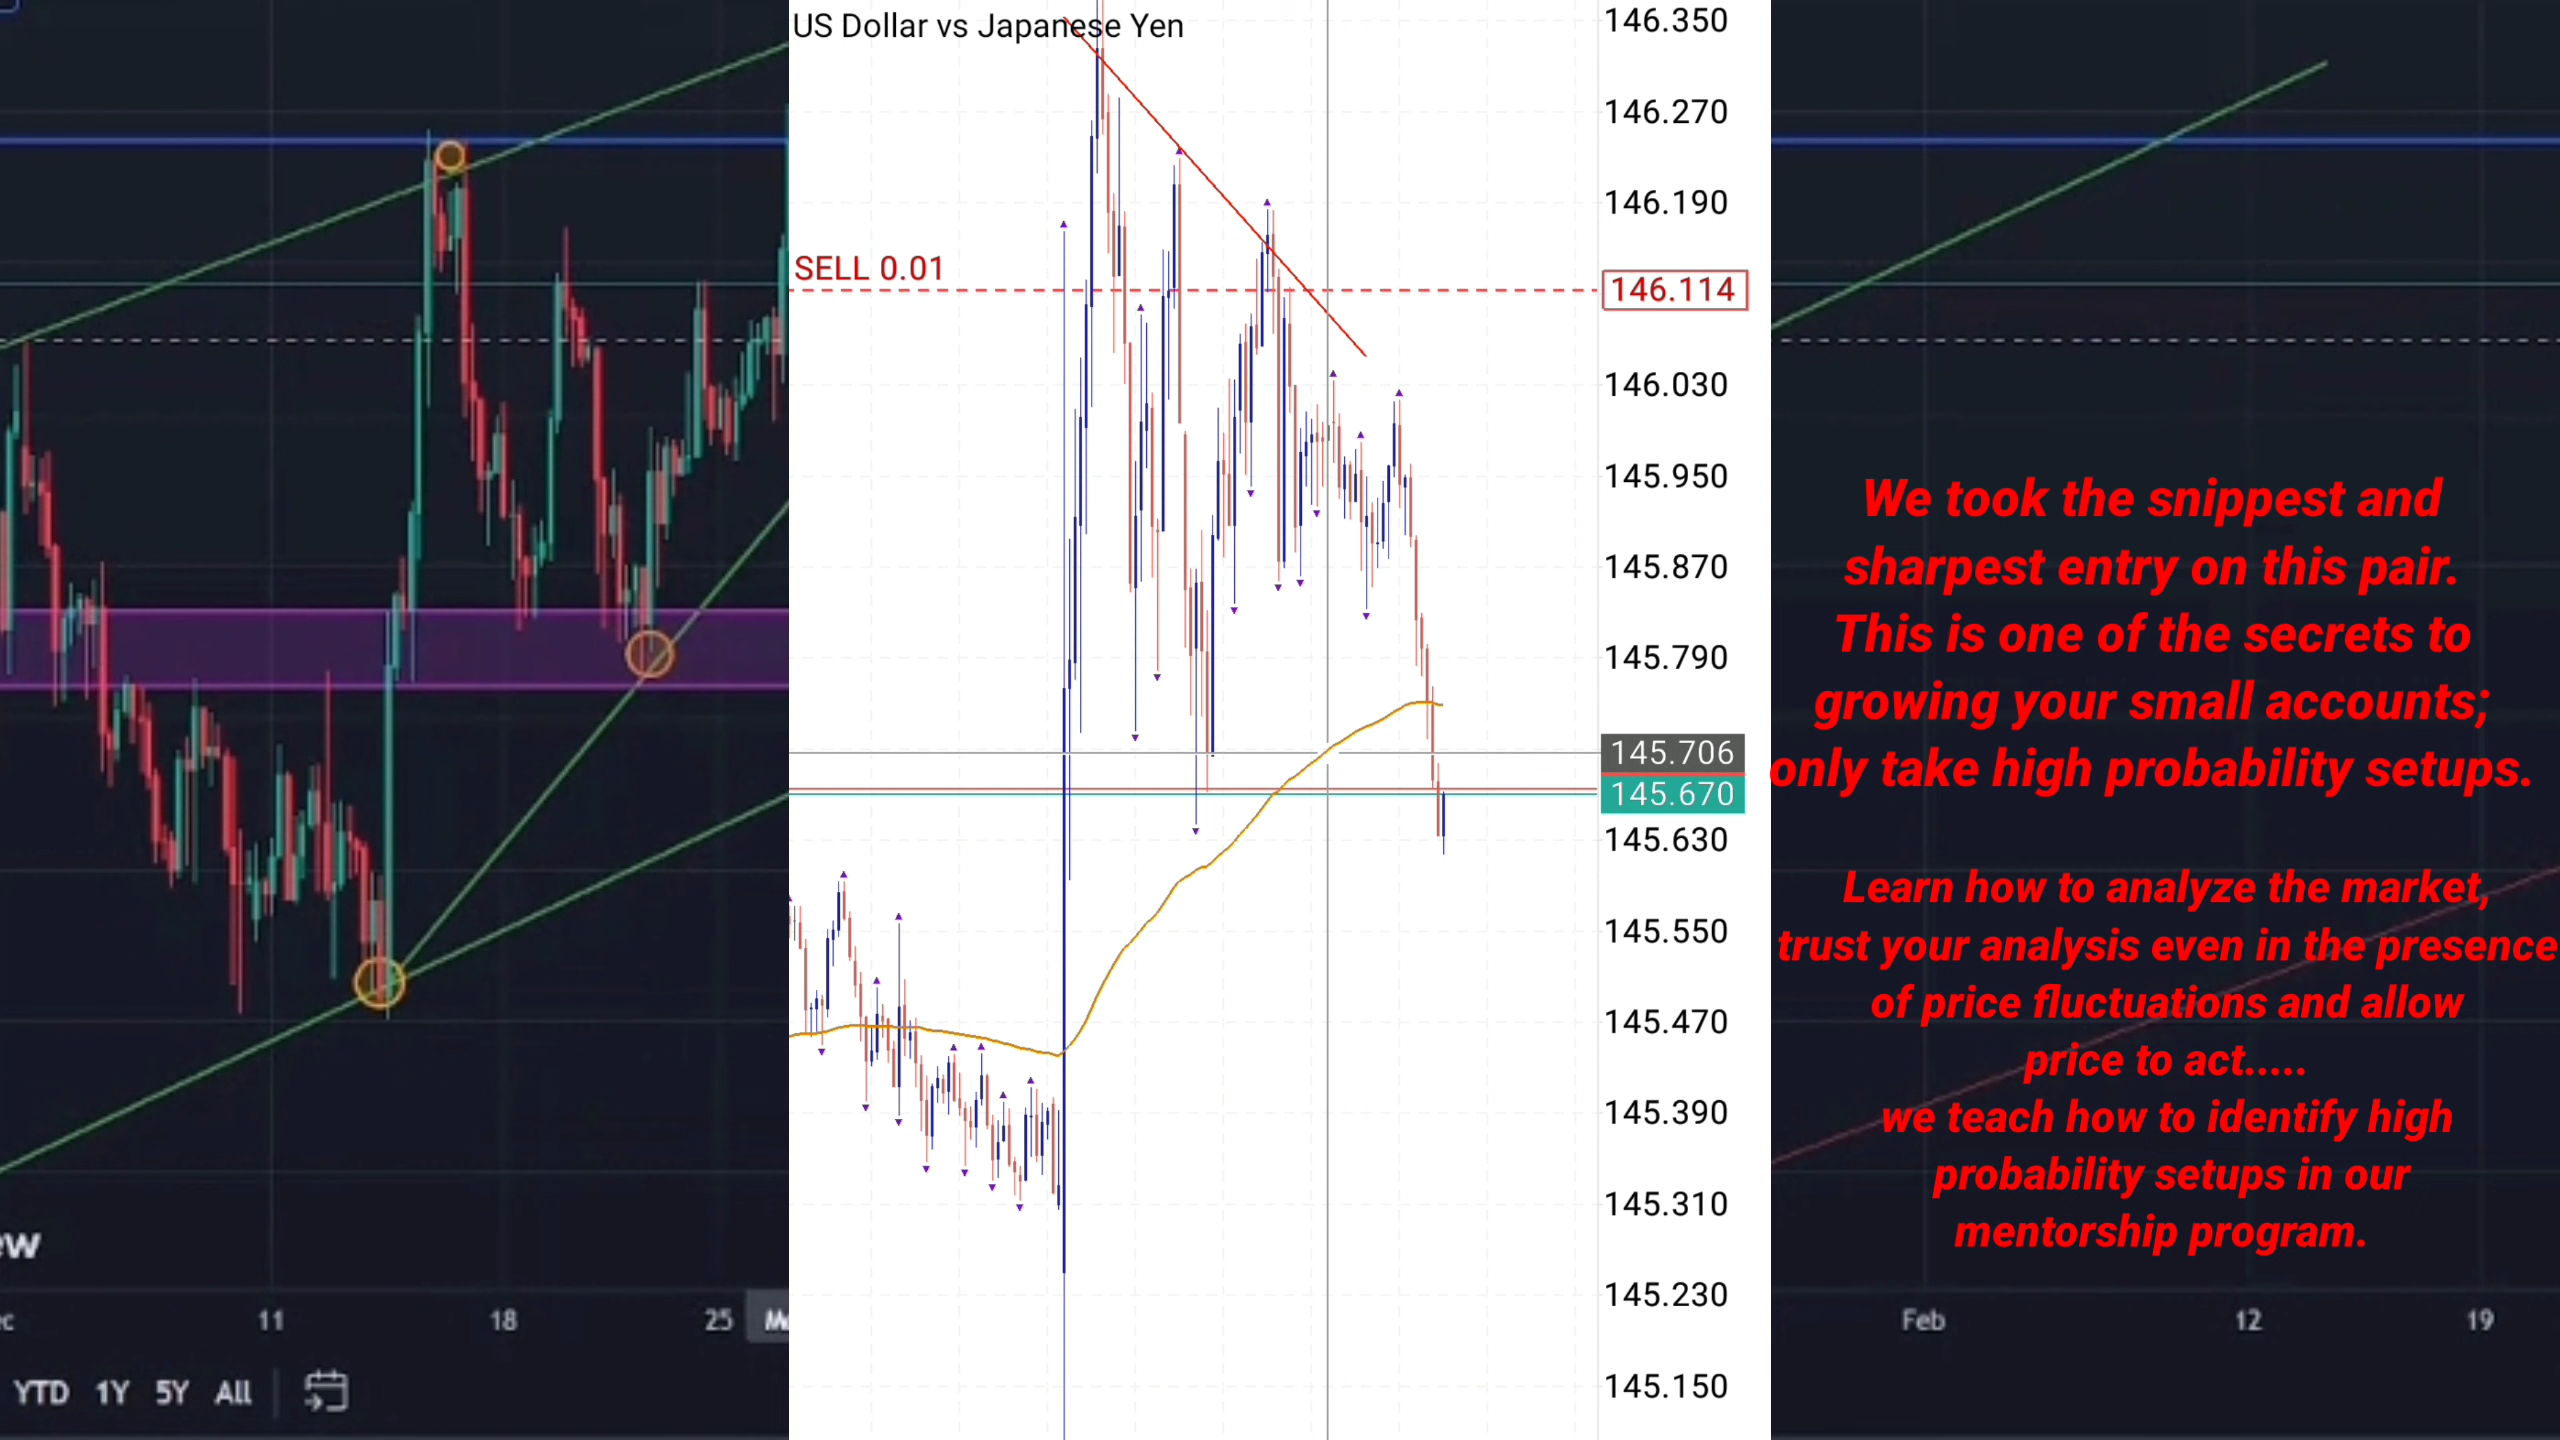 US Dollar vs Japanese Yen
SELL 0.01
146.350
146.270
146.190
146.114
146.030
145.950
145.870
145.790
145.706
145.670
145.630
145.550
145.470
145.390
145.310
145.230
145.150
11
18
25
YTD 1Y 5Y All
We took the snippest and
sharpest entry on this pair.
This is one of the secrets to
growing your small accounts;
only take high probability setups.
Learn how to analyze the market,
trust your analysis even in the presence
of price fluctuations and allow
price to act.....
we teach how to identify high
probability setups in our
mentorship program.
Feb
12
19